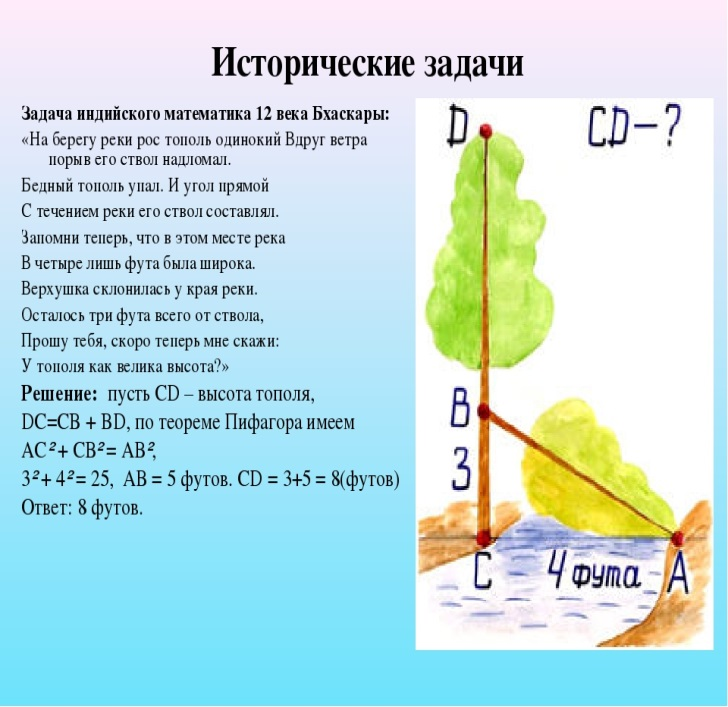 Исторические задачи
Задача индийского математика 12 века Бхаскары:
«На берегу реки рос тополь одинокий Вдруг ветра
порыв его ствол надломал.
Бедный тополь упал. И угол прямой
С течением реки его ствол составлял.
Запомни теперь, что в этом месте река
В четыре лишь фута была широка.
Верхушка склонилась у края реки.
Осталось три фута всего от ствола,
Прошу тебя, скоро теперь мне скажи:
У тополя как велика высота?»
Решение: пусть CD – высота тополя,
DC=CB + BD, по теореме Пифагора имеем
AC²+ CB²= AB²,
3²+ 4²= 25, AB = 5 футов. CD = 3+5 = 8(футов)
Ответ: 8 футов.
D
CD–?
B
3
C
4 фута
A